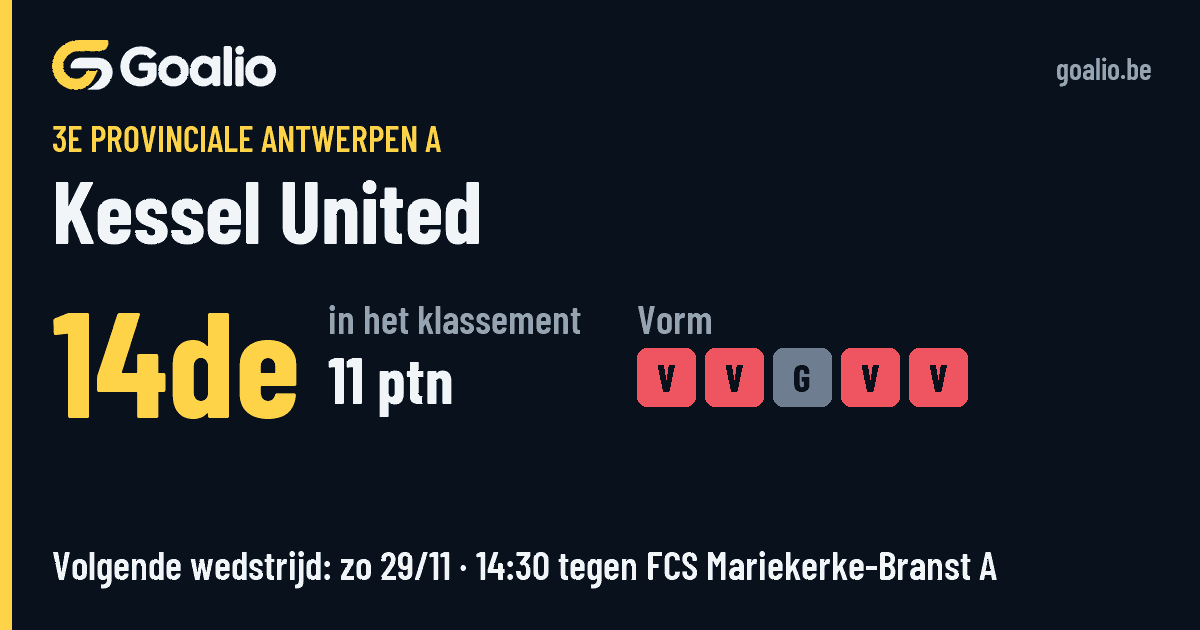 Goalio
goalio.be
3E PROVINCIALE ANTWERPEN A
Kessel United
14de
in het klassement
11 ptn
Vorm
V V G V V
Volgende wedstrijd: zo 29/11 · 14:30 tegen FCS Mariekerke-Branst A